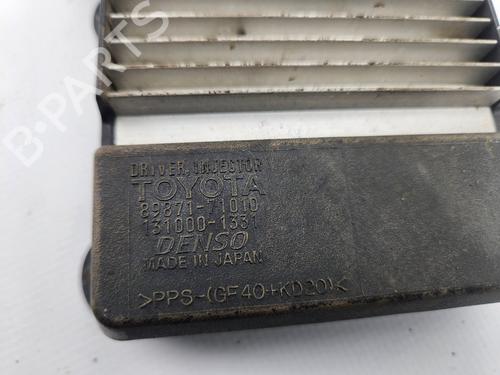 B-PARTS
DRIVER, INJECTOR
TOYOTA
89871-71010
131000-1331
DENSO
MADE IN JAPAN
>PPS-(GF40+KD20)<